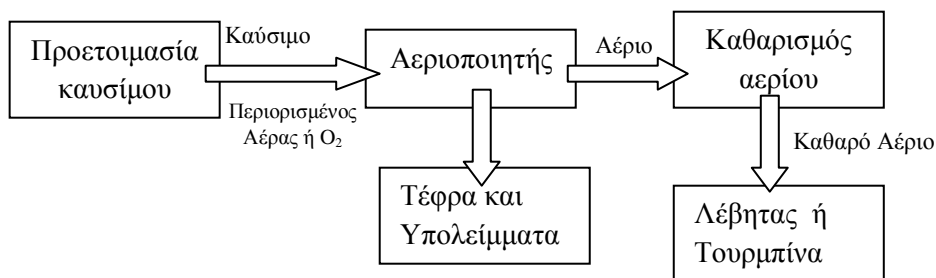 Προετοιμασία
καυσίμου
Καύσιμο
Περιορισμένος
Αέρας ή O₂
Αεριοποιητής
Αέριο
Καθαρισμός
αερίου
Καθαρό Αέριο
Τέφρα και
Υπολείμματα
Λέβητας ή
Τουρμπίνα